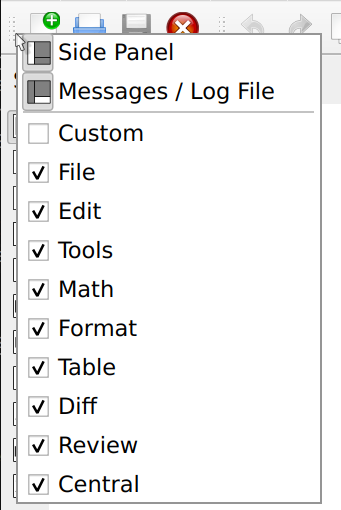 Side Panel
Messages / Log File
Custom
File
Edit
Tools
Math
Format
Table
Diff
Review
Central